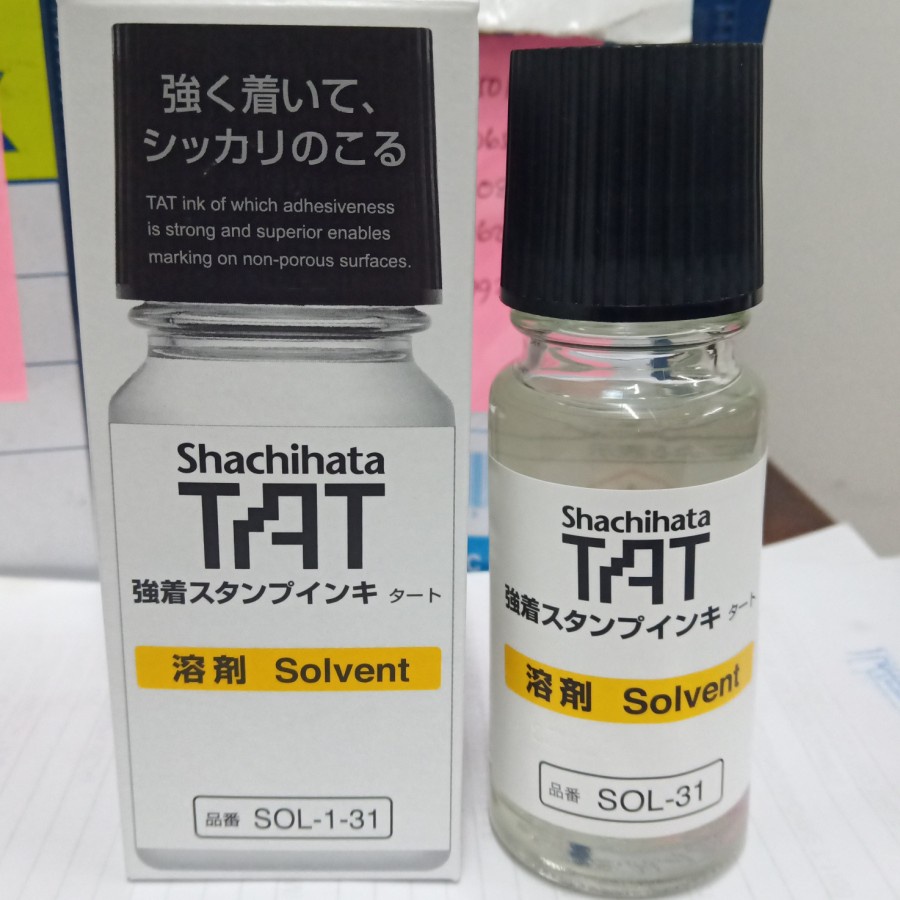 強く着いて、
シッカリのこる
TAT ink of which adhesiveness
is strong and superior enables
marking on non-porous surfaces.
Shachihata
TAT
強着スタンプインキ タート
溶剤 Solvent
品番 SOL-1-31
Shachihata
TAT
強着スタンプインキ タート
溶剤 Solvent
品番 SOL-31